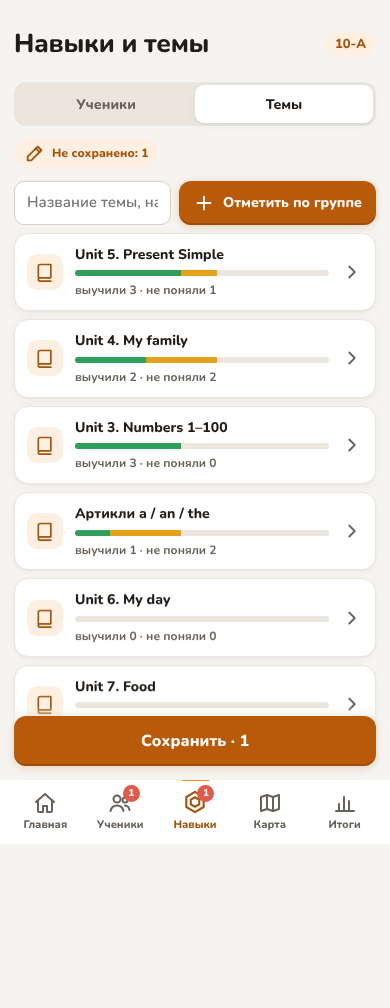 Навыки и темы
10-А
Ученики
Темы
Не сохранено: 1
Название темы, на
Отметить по группе
Unit 5. Present Simple
выучили 3 · не поняли 1
Unit 4. My family
выучили 2 · не поняли 2
Unit 3. Numbers 1–100
выучили 3 · не поняли 0
Артикли a / an / the
выучили 1 · не поняли 2
Unit 6. My day
выучили 0 · не поняли 0
Unit 7. Food
Сохранить · 1
1
1
Главная
Ученики
Навыки
Карта
Итоги